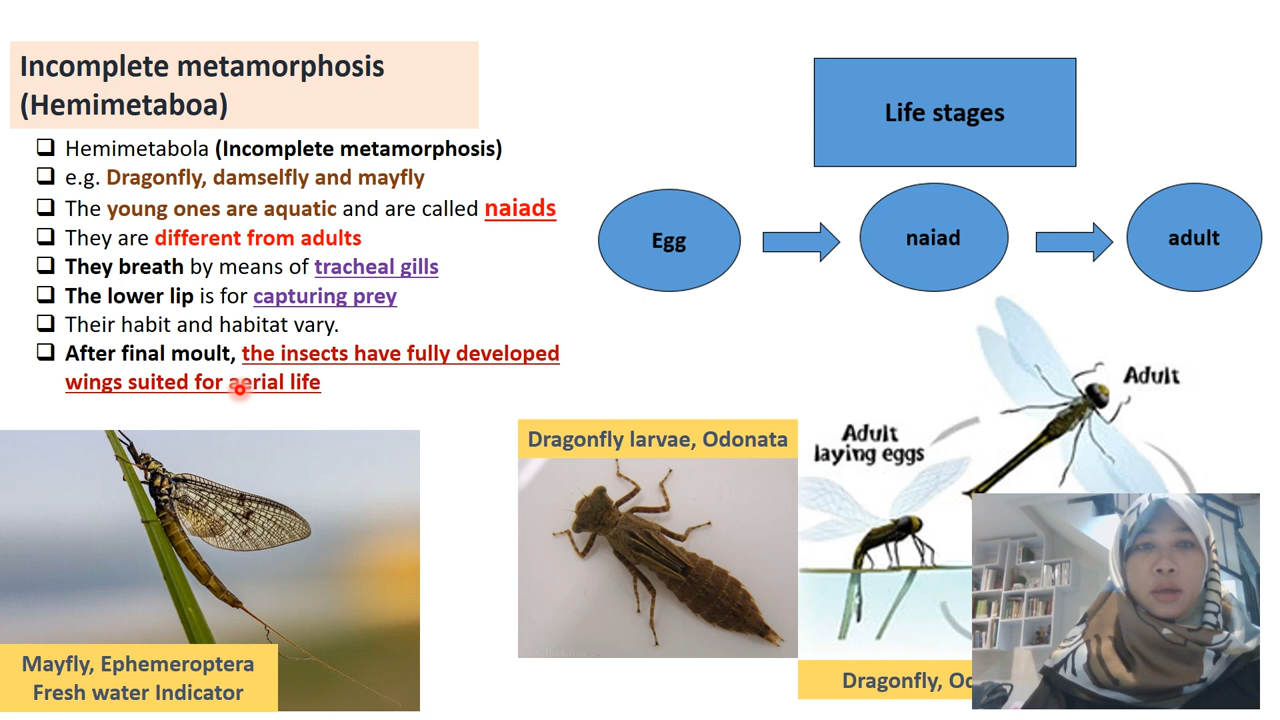 Incomplete metamorphosis
(Hemimetaboa)
Hemimetabola (Incomplete metamorphosis)
e.g. Dragonfly, damselfly and mayfly
The young ones are aquatic and are called naiads
They are different from adults
They breath by means of tracheal gills
The lower lip is for capturing prey
Their habit and habitat vary.
After final moult, the insects have fully developed
wings suited for aerial life
Life stages
Egg
naiad
adult
Adult
Adult
laying eggs
Dragonfly larvae, Odonata
Mayfly, Ephemeroptera
Fresh water Indicator
Dragonfly,